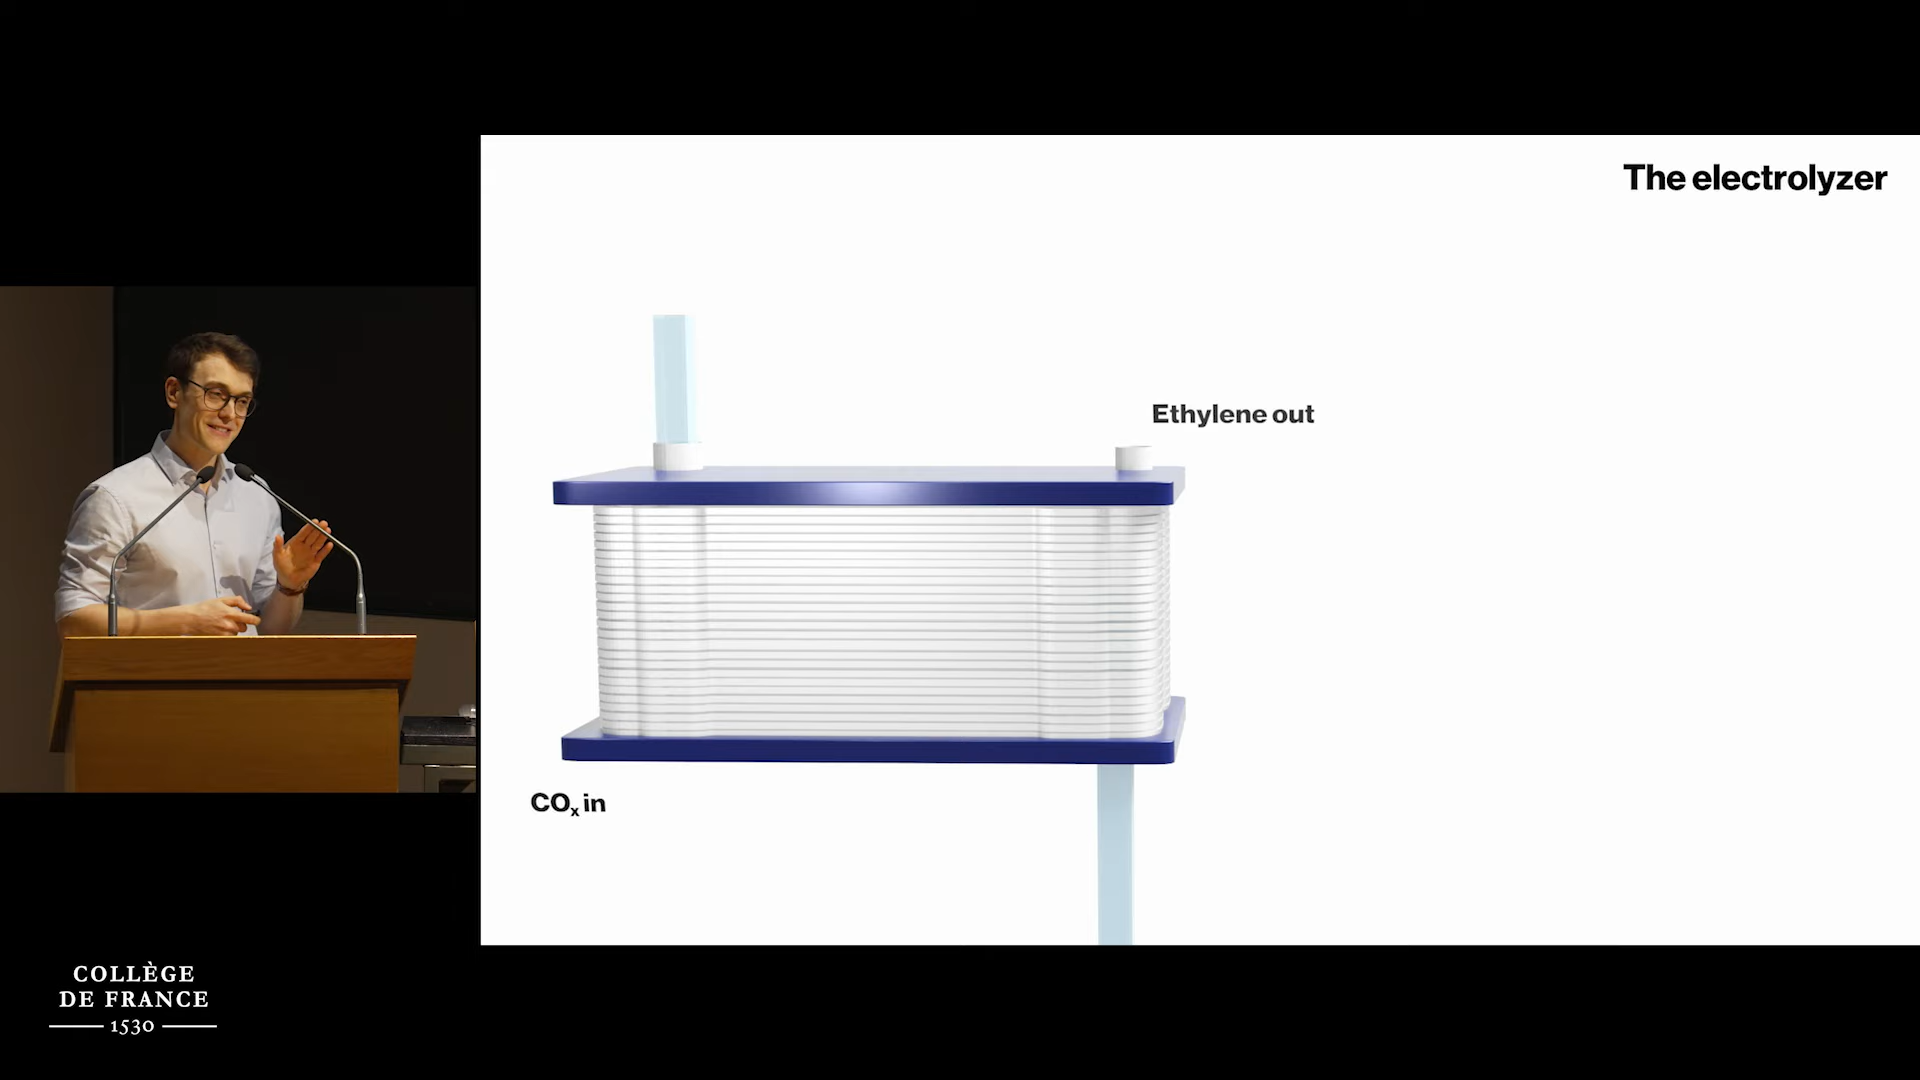 The electrolyzer
Ethylene out
COₓ in
COLLÈGE
DE FRANCE
1530